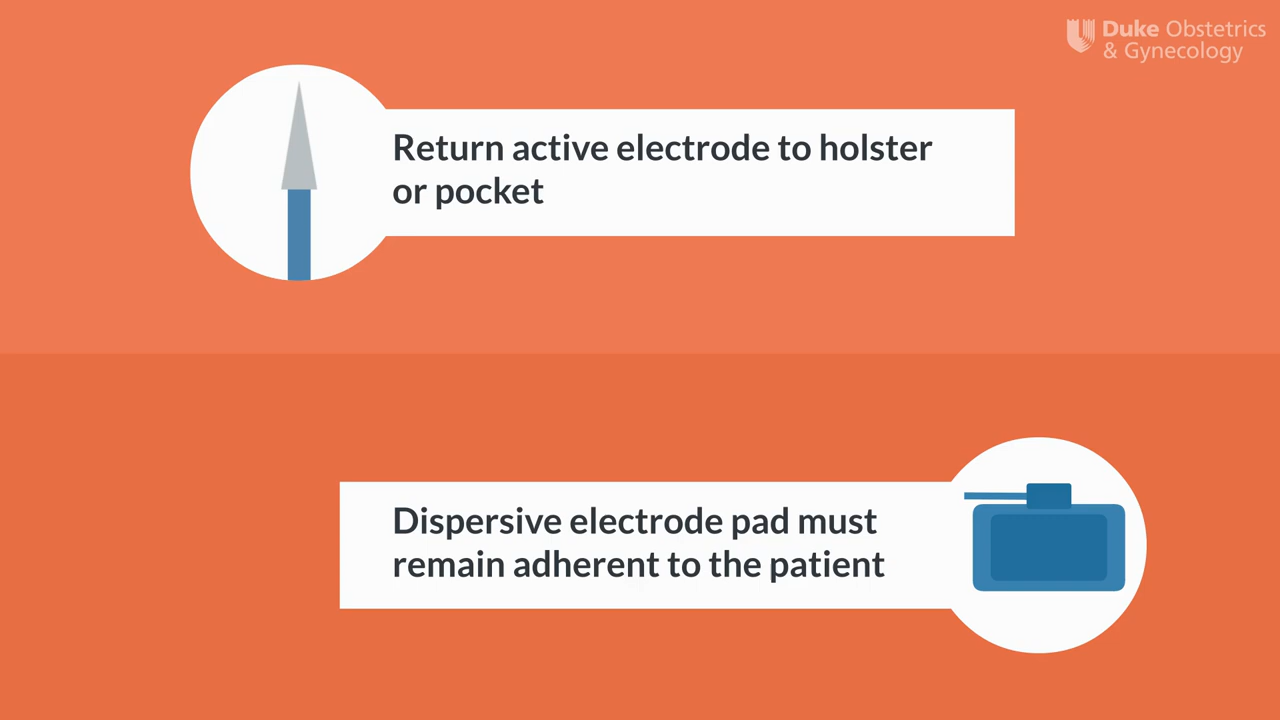 Duke Obstetrics
& Gynecology
Return active electrode to holster
or pocket
Dispersive electrode pad must
remain adherent to the patient